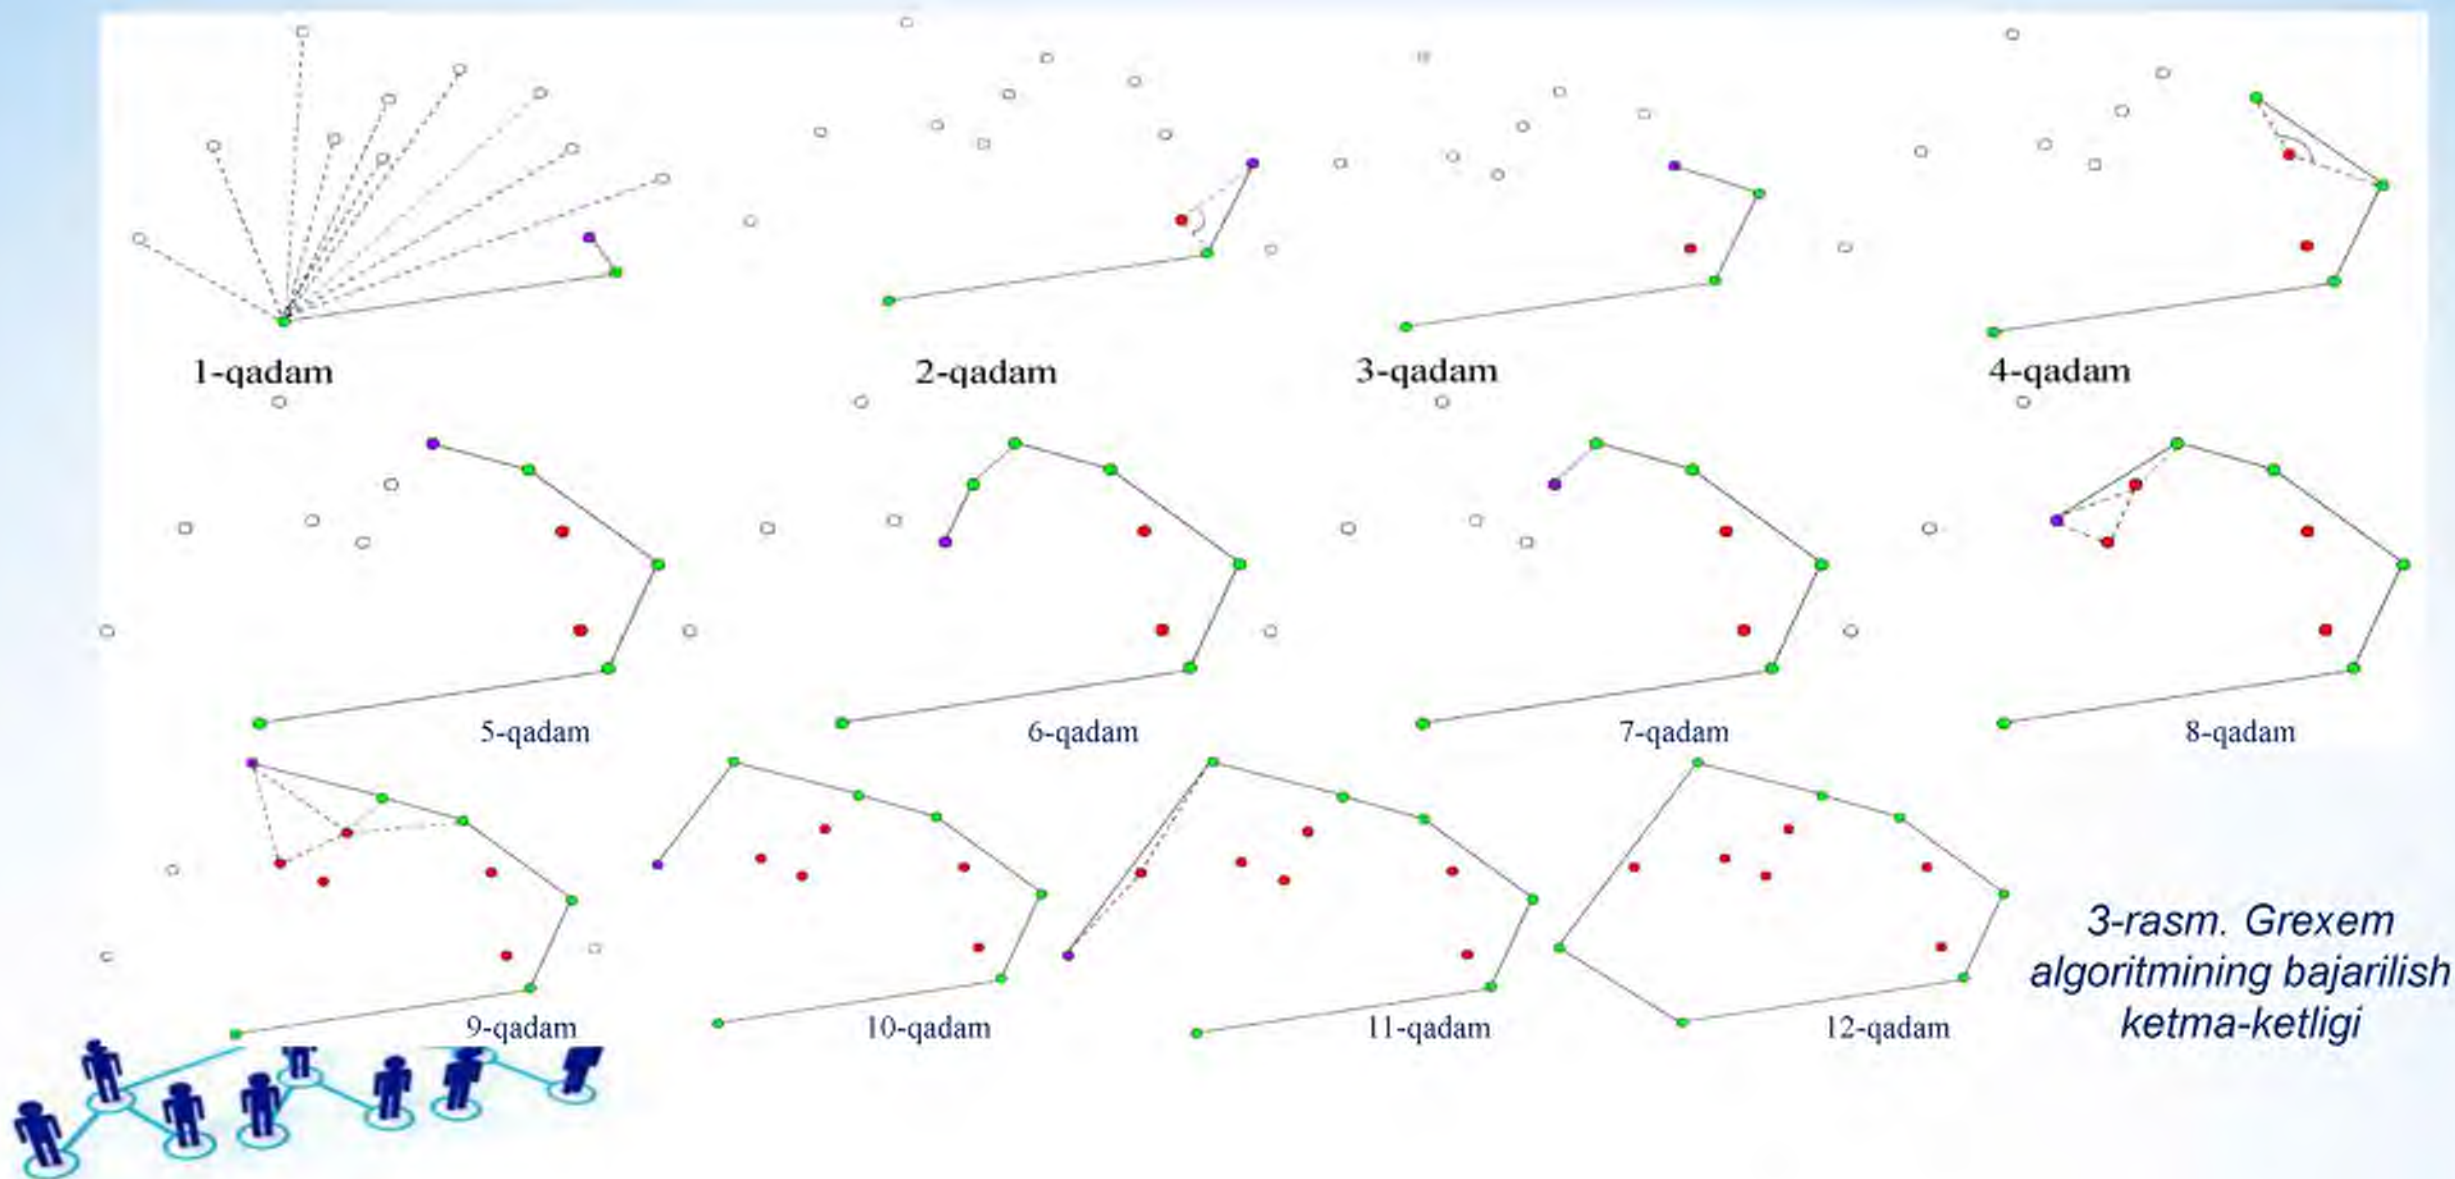 1-qadam
2-qadam
3-qadam
4-qadam
5-qadam
6-qadam
7-qadam
8-qadam
9-qadam
10-qadam
11-qadam
12-qadam
3-rasm. Grexem
algoritmining bajarilish
ketma-ketligi